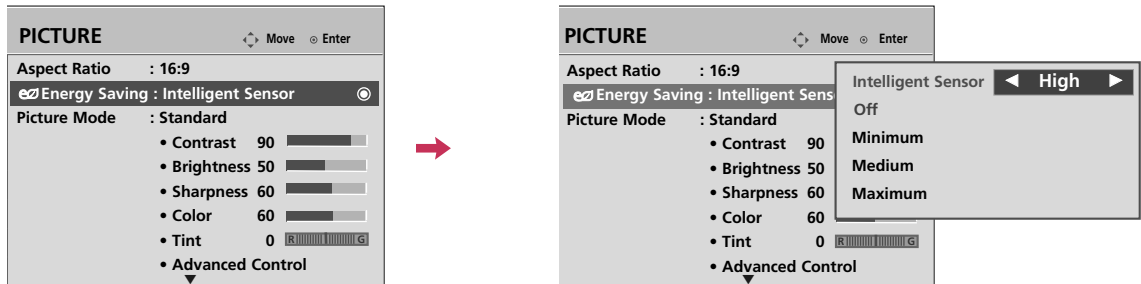 PICTURE
Move ⊙ Enter
Aspect Ratio : 16:9
Energy Saving : Intelligent Sensor
Picture Mode : Standard
• Contrast 90
• Brightness 50
• Sharpness 60
• Color 60
• Tint 0 R G
• Advanced Control
PICTURE
Move ⊙ Enter
Aspect Ratio : 16:9
Energy Saving : Intelligent Sens
Picture Mode : Standard
• Contrast 90
• Brightness 50
• Sharpness 60
• Color 60
• Tint 0 R G
• Advanced Control
Intelligent Sensor ◀ High ▶
Off
Minimum
Medium
Maximum